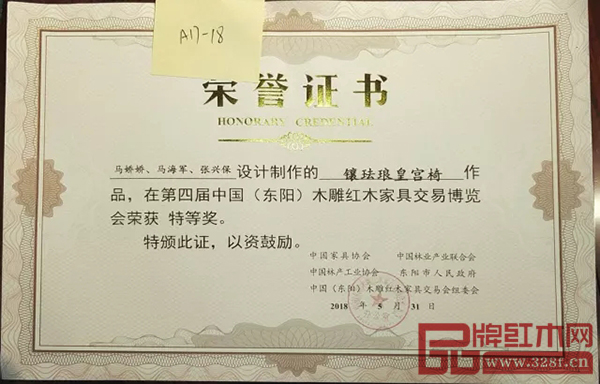 A17-18
荣誉证书
HONORARY CREDENTIAL
马娇娇、马海军、张兴保设计制作的 镶珐琅皇宫椅 作
品，在第四届中国（东阳）木雕红木家具交易博览
会荣获 特等奖。
特颁此证，以资鼓励。
中国家具协会 中国林业产业联合会
中国林产工业协会 东阳市人民政府
中国（东阳）木雕红木家具交易会组委会
2018 年 5 月 31 日
品牌红木网
www.328f.cn